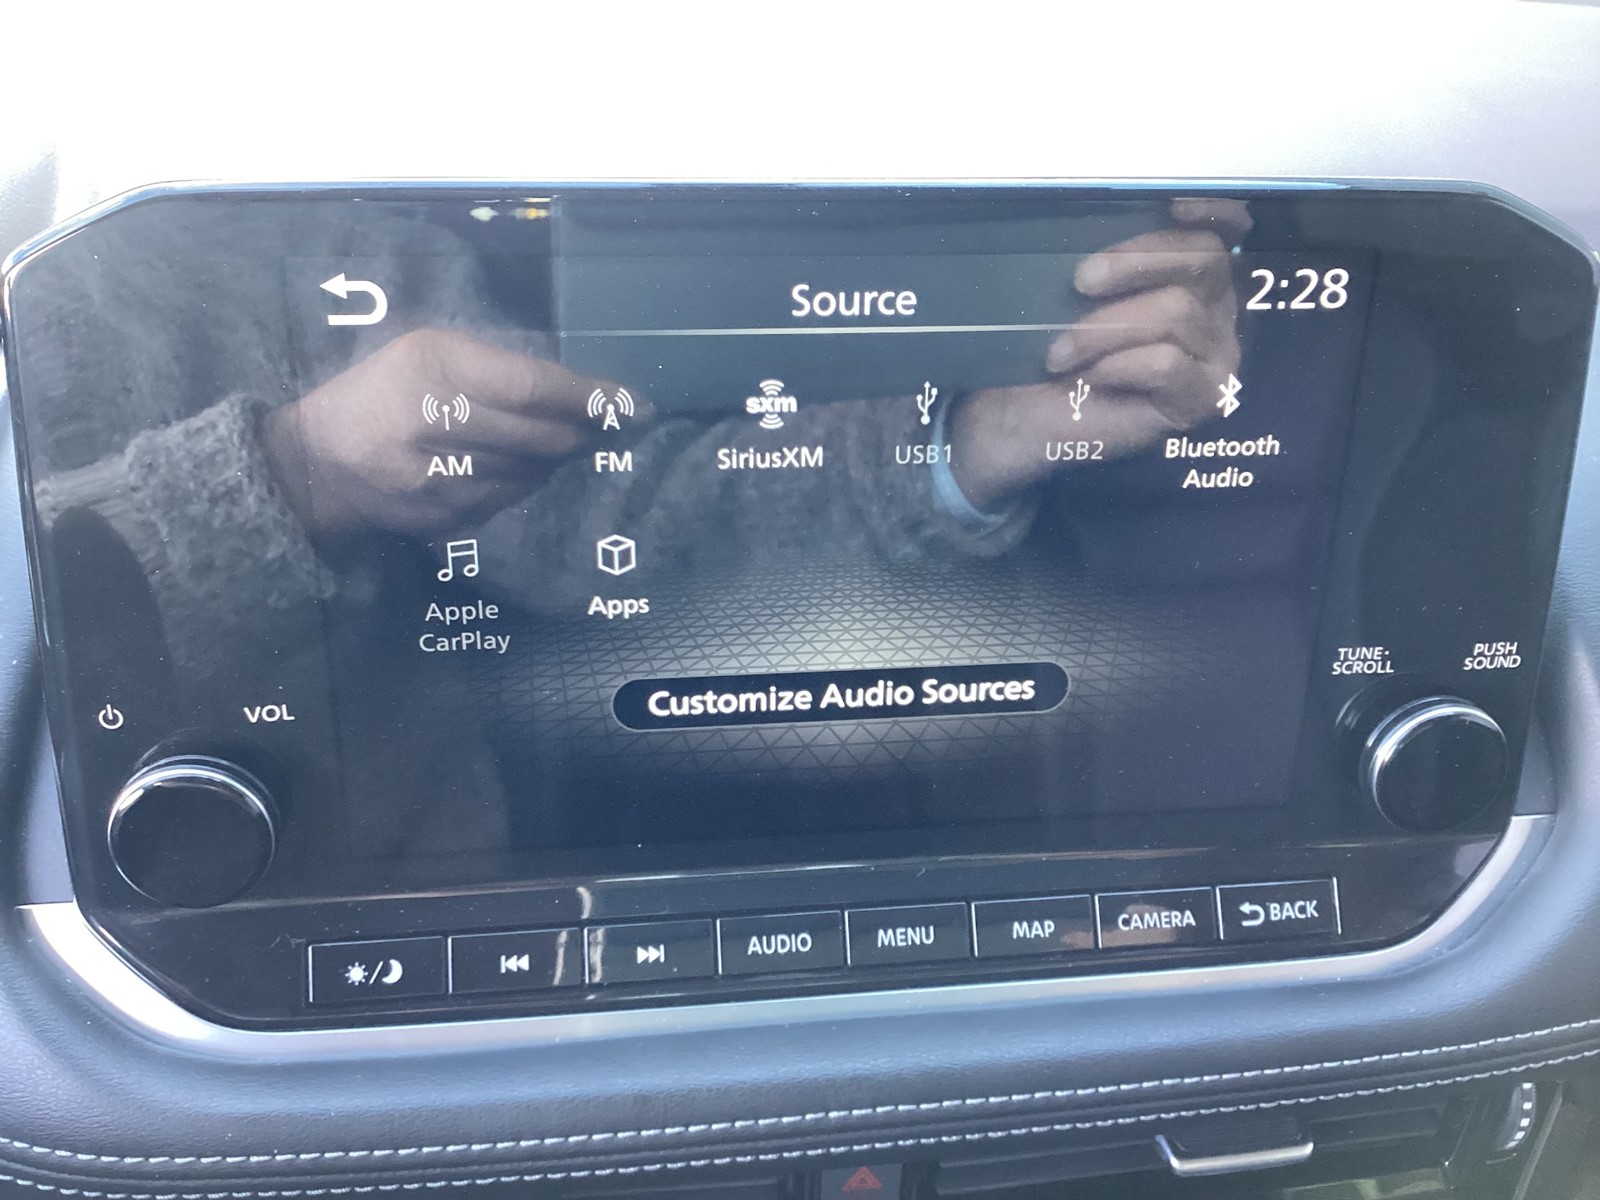 Source
2:28
AM
FM
sxm
SiriusXM
USB1
USB2
Bluetooth
Audio
Apple
CarPlay
Apps
Customize Audio Sources
VOL
TUNE·
SCROLL
PUSH
SOUND
AUDIO
MENU
MAP
CAMERA
BACK